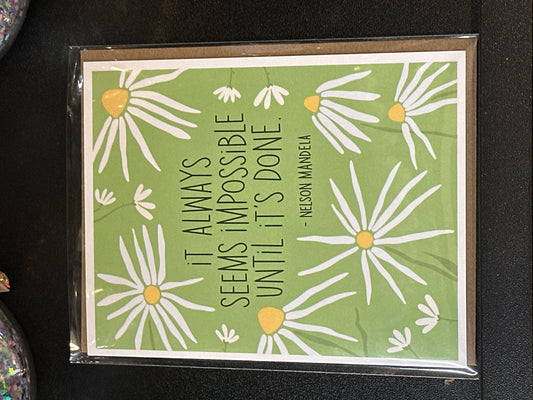 iT ALWAYS
SEEMS iMPOSSiBLE
UNTiL iT'S DONE.
- NELSON MANDELA